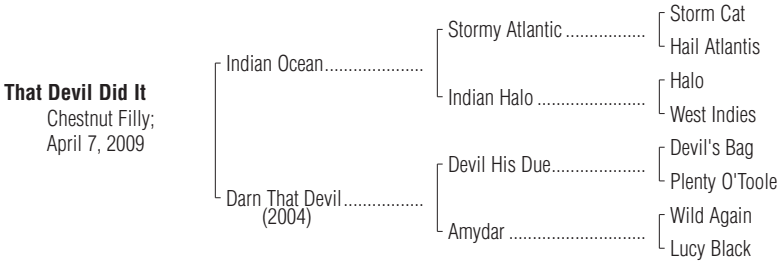 That Devil Did It
Chestnut Filly;
April 7, 2009
Indian Ocean.....................
Darn That Devil.................
(2004)
Stormy Atlantic .................
Indian Halo .......................
Devil His Due....................
Amydar .............................
Storm Cat
Hail Atlantis
Halo
West Indies
Devil's Bag
Plenty O'Toole
Wild Again
Lucy Black